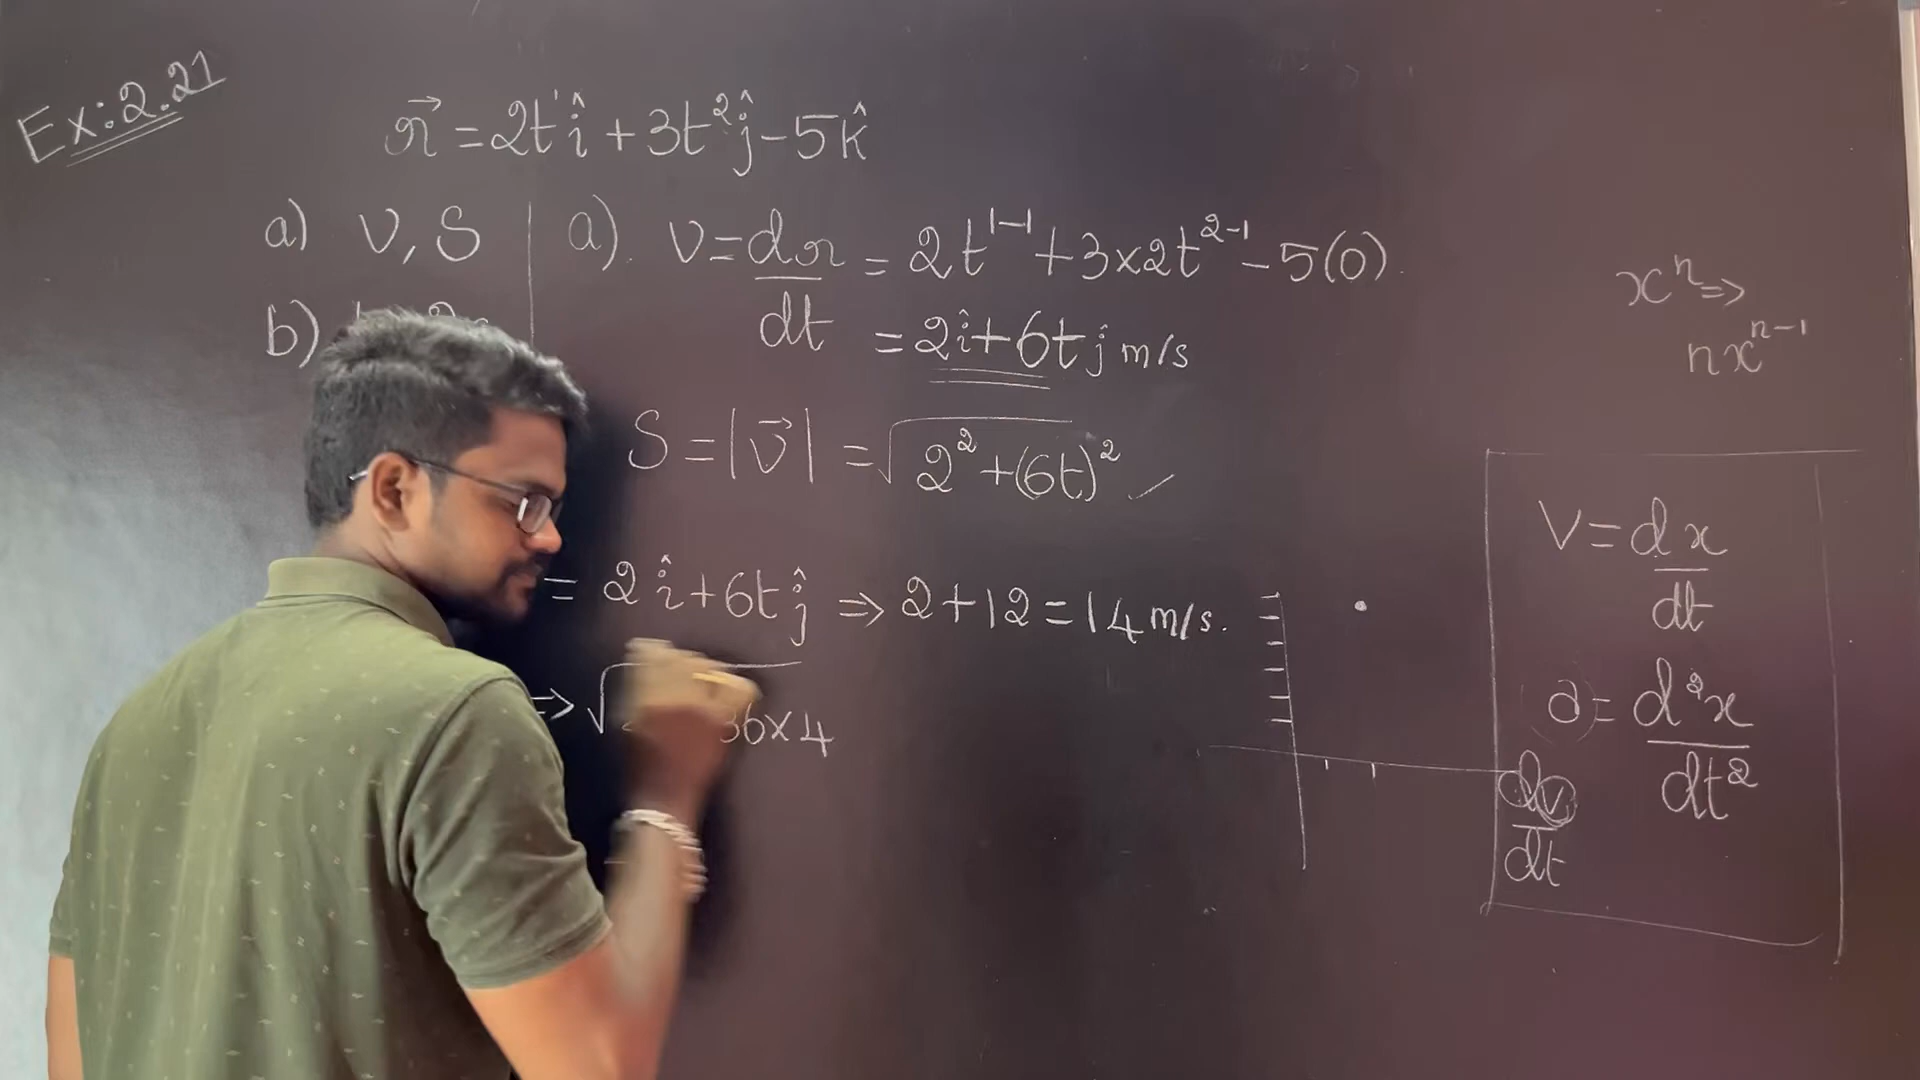 Ex:2.21
r⃗ = 2t¹î + 3t²ĵ - 5k̂
a) v, S
b)
a). v = dr/dt = 2t¹⁻¹ + 3×2t²⁻¹ - 5(0)
= 2î + 6tĵ m/s
S = |v⃗| = √(2² + (6t)²)
= 2î + 6tĵ ⇒ 2 + 12 = 14 m/s.
⇒ √ 36×4
xⁿ ⇒
nxⁿ⁻¹
V = dx/dt
a = d²x/dt²
dv/dt